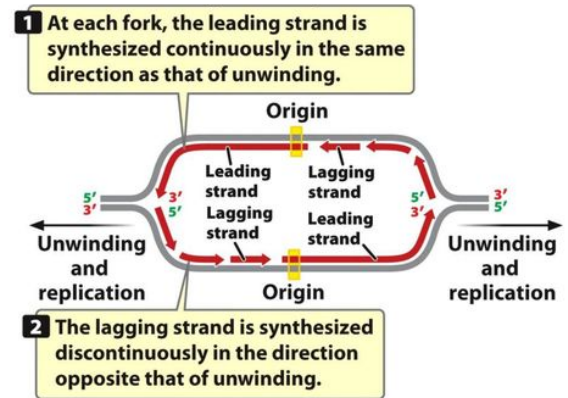 1 At each fork, the leading strand is
synthesized continuously in the same
direction as that of unwinding.
Origin
Leading
strand
Lagging
strand
5'
3'
3'
5'
Lagging
strand
Leading
strand
5'
3'
3'
5'
Unwinding
and
replication
Unwinding
and
replication
Origin
2 The lagging strand is synthesized
discontinuously in the direction
opposite that of unwinding.